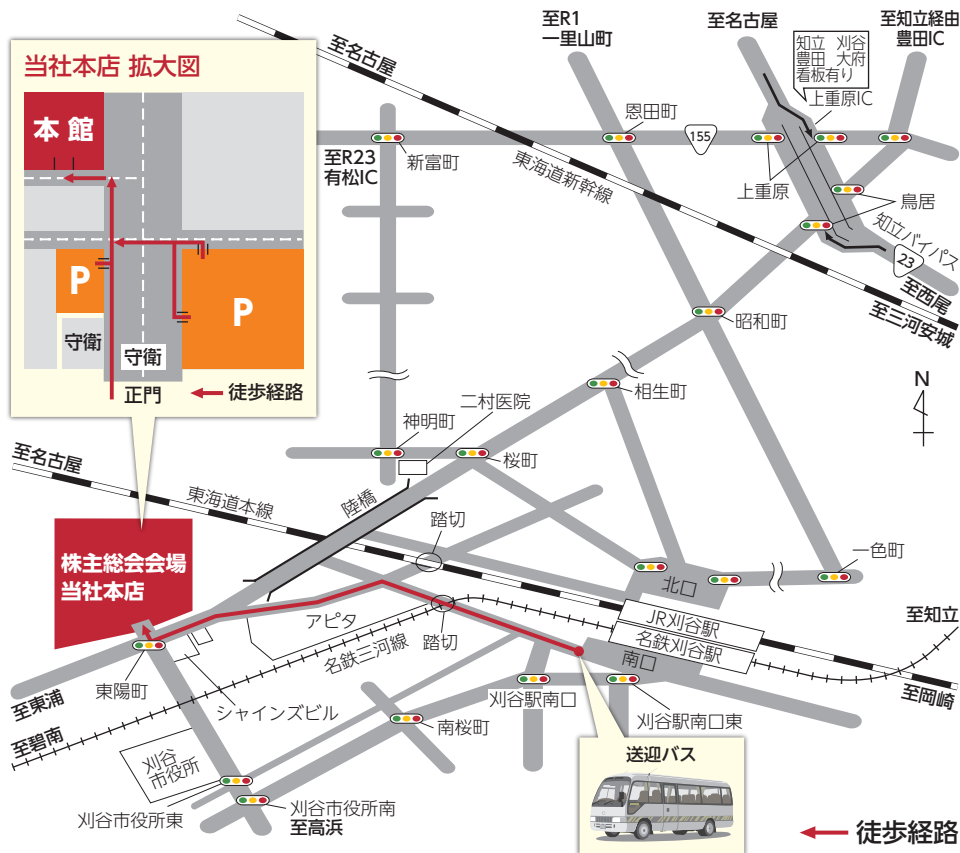 当社本店 拡大図
本館
P
P
守衛
守衛
正門
徒歩経路
至名古屋
至R1
一里山町
至名古屋
至知立経由
豊田IC
知立 刈谷
豊田 大府
看板有り
上重原IC
恩田町
155
至R23
有松IC
新富町
東海道新幹線
上重原
鳥居
知立バイパス
23
至西尾
至三河安城
昭和町
N
相生町
二村医院
神明町
桜町
至名古屋
東海道本線
陸橋
踏切
株主総会会場
当社本店
一色町
北口
アピタ
JR刈谷駅
至知立
踏切
名鉄刈谷駅
名鉄三河線
南口
至岡崎
東陽町
至東浦
シャインズビル
刈谷駅南口
刈谷駅南口東
至碧南
南桜町
刈谷
市役所
送迎バス
刈谷市役所東
刈谷市役所南
至高浜
徒歩経路